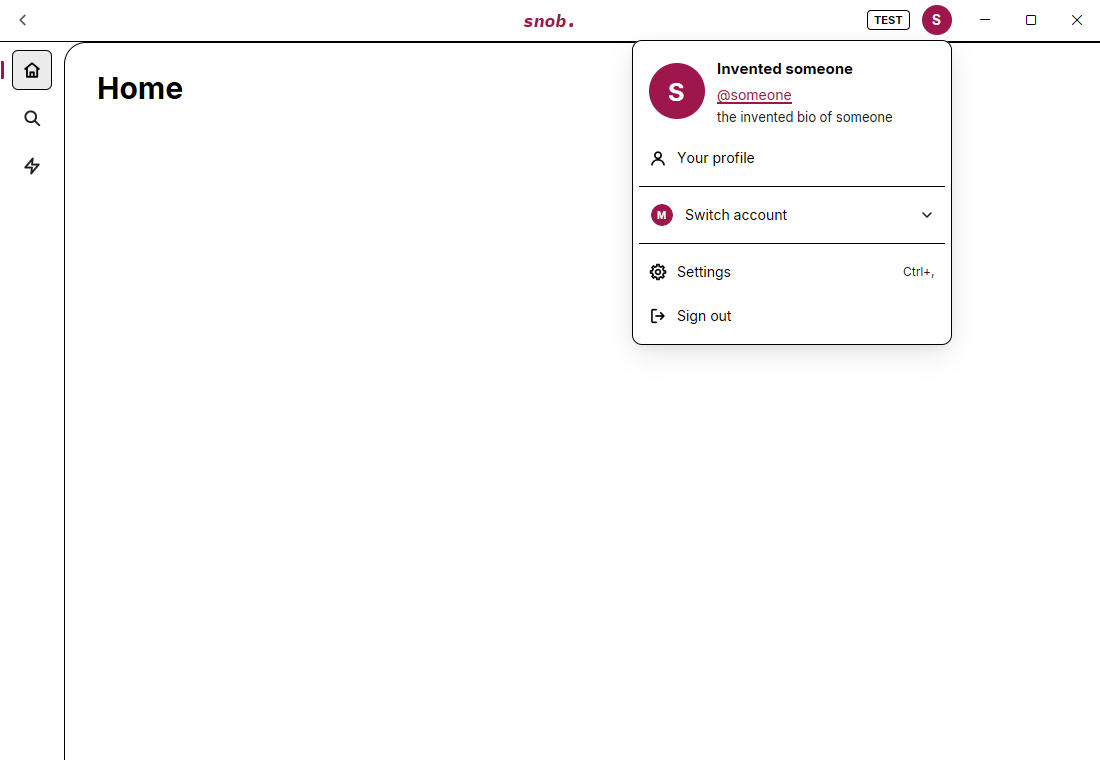 snob.
TEST
S
Home
S
Invented someone
@someone
the invented bio of someone
Your profile
M
Switch account
Settings
Ctrl+,
Sign out